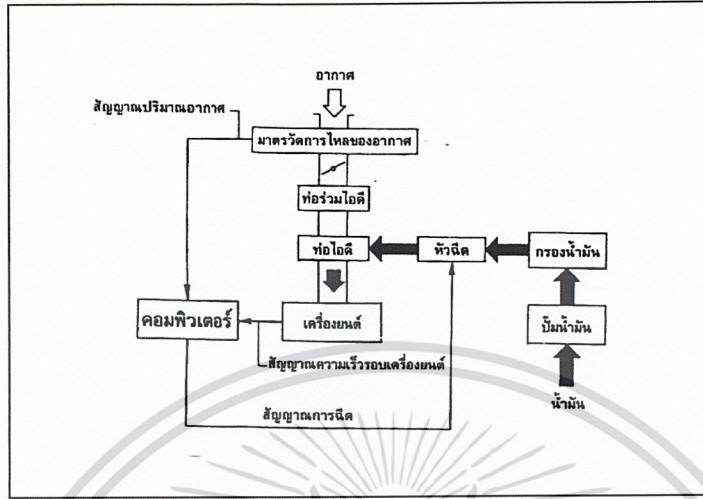 อากาศ
สัญญาณปริมาณอากาศ
มาตรวัดการไหลของอากาศ
ท่อร่วมไอดี
ท่อไอดี
หัวฉีด
กรองน้ำมัน
คอมพิวเตอร์
เครื่องยนต์
ปั๊มน้ำมัน
สัญญาณความเร็วรอบเครื่องยนต์
น้ำมัน
สัญญาณการฉีด